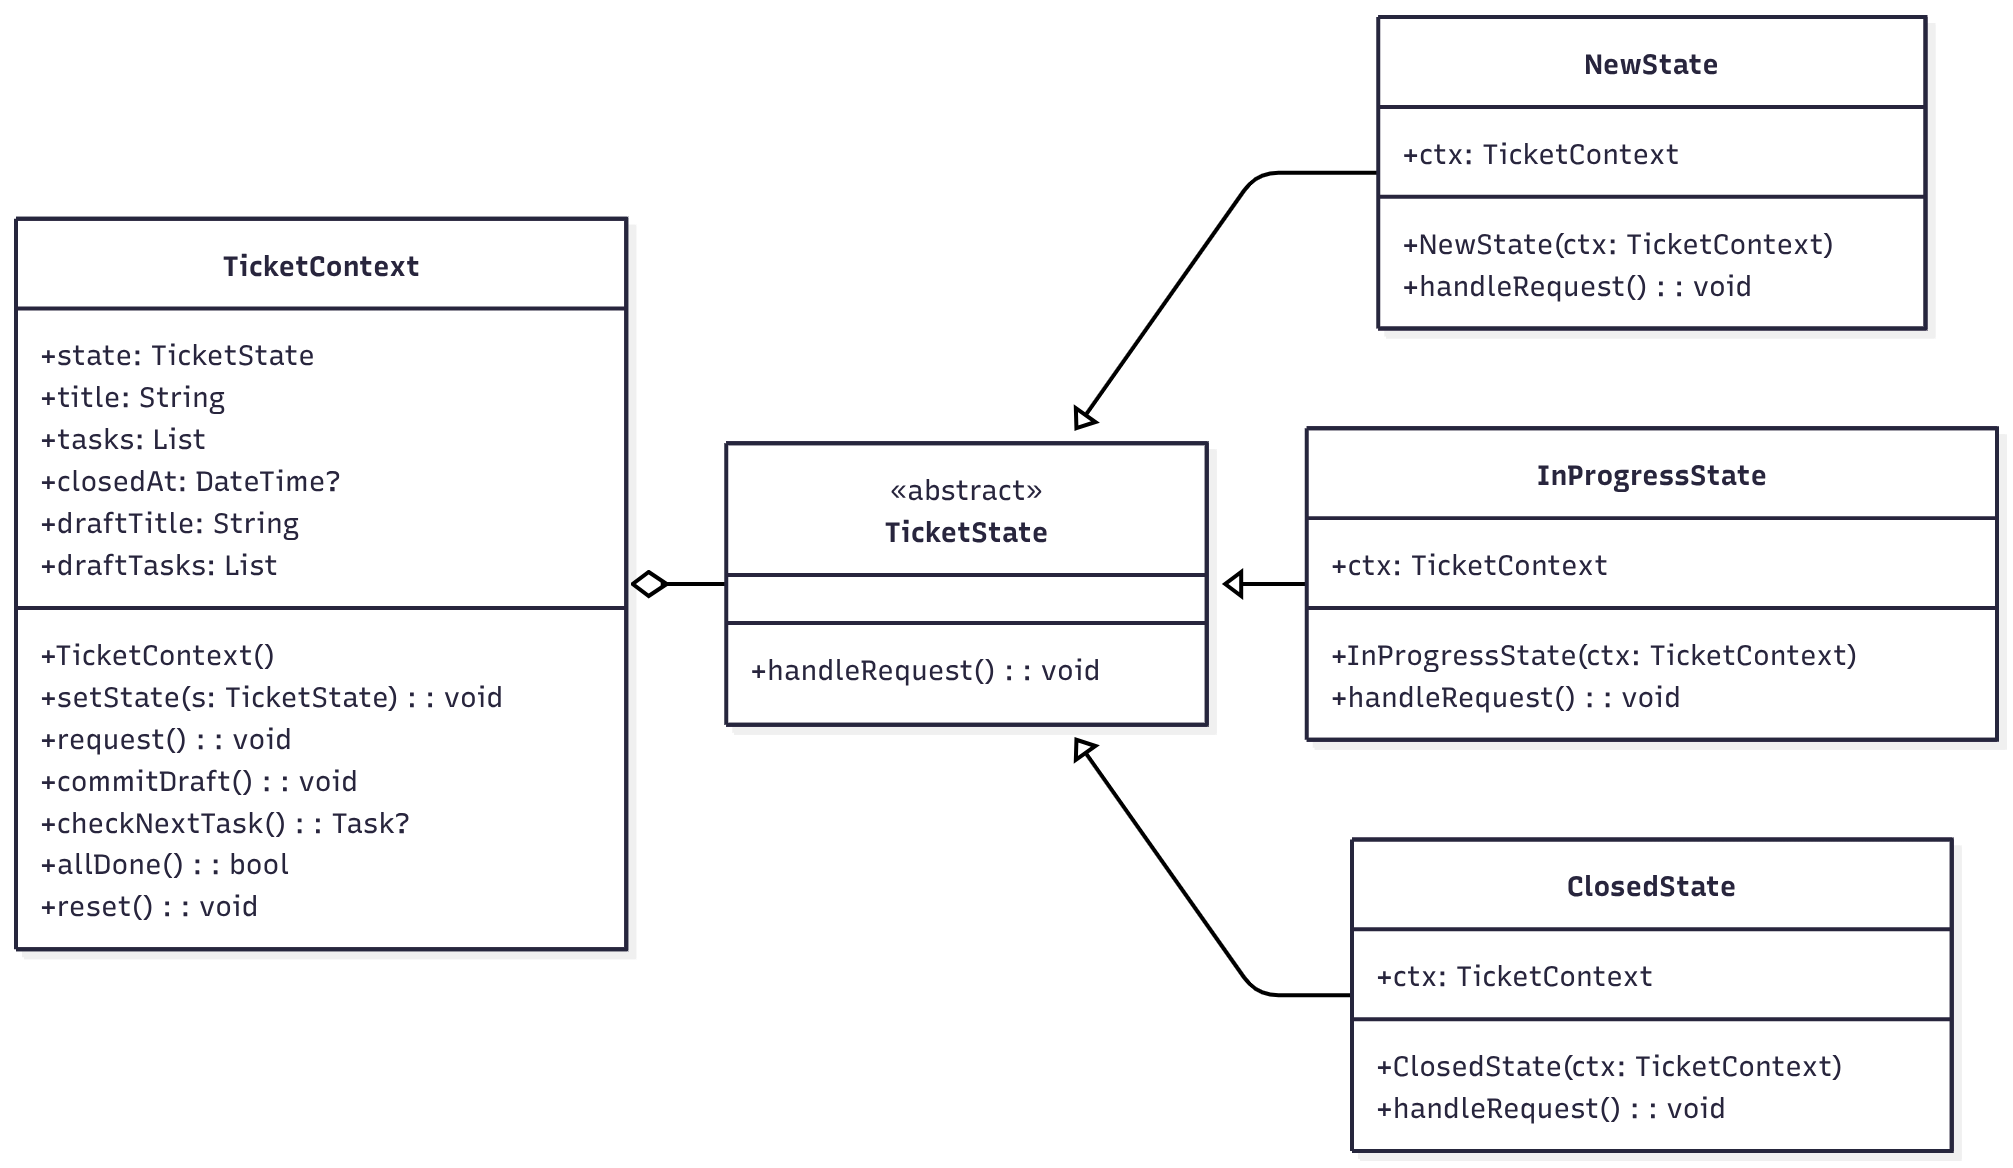 TicketContext
+state: TicketState
+title: String
+tasks: List
+closedAt: DateTime?
+draftTitle: String
+draftTasks: List
+TicketContext()
+setState(s: TicketState) : : void
+request() : : void
+commitDraft() : : void
+checkNextTask() : : Task?
+allDone() : : bool
+reset() : : void
«abstract»
TicketState
+handleRequest() : : void
NewState
+ctx: TicketContext
+NewState(ctx: TicketContext)
+handleRequest() : : void
InProgressState
+ctx: TicketContext
+InProgressState(ctx: TicketContext)
+handleRequest() : : void
ClosedState
+ctx: TicketContext
+ClosedState(ctx: TicketContext)
+handleRequest() : : void